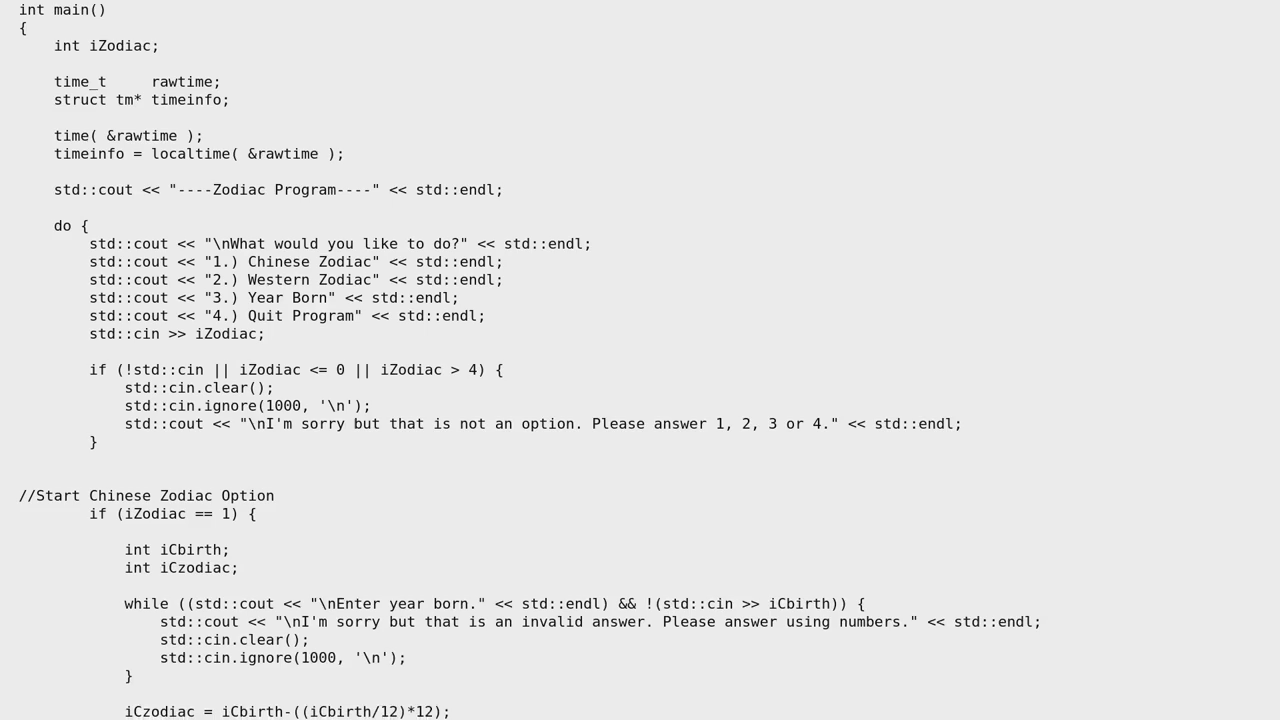 int main()
{
    int iZodiac;

    time_t     rawtime;
    struct tm* timeinfo;

    time( &rawtime );
    timeinfo = localtime( &rawtime );

    std::cout << "----Zodiac Program----" << std::endl;

    do {
        std::cout << "\nWhat would you like to do?" << std::endl;
        std::cout << "1.) Chinese Zodiac" << std::endl;
        std::cout << "2.) Western Zodiac" << std::endl;
        std::cout << "3.) Year Born" << std::endl;
        std::cout << "4.) Quit Program" << std::endl;
        std::cin >> iZodiac;

        if (!std::cin || iZodiac <= 0 || iZodiac > 4) {
            std::cin.clear();
            std::cin.ignore(1000, '\n');
            std::cout << "\nI'm sorry but that is not an option. Please answer 1, 2, 3 or 4." << std::endl;
        }


//Start Chinese Zodiac Option
        if (iZodiac == 1) {

            int iCbirth;
            int iCzodiac;

            while ((std::cout << "\nEnter year born." << std::endl) && !(std::cin >> iCbirth)) {
                std::cout << "\nI'm sorry but that is an invalid answer. Please answer using numbers." << std::endl;
                std::cin.clear();
                std::cin.ignore(1000, '\n');
            }

            iCzodiac = iCbirth-((iCbirth/12)*12);